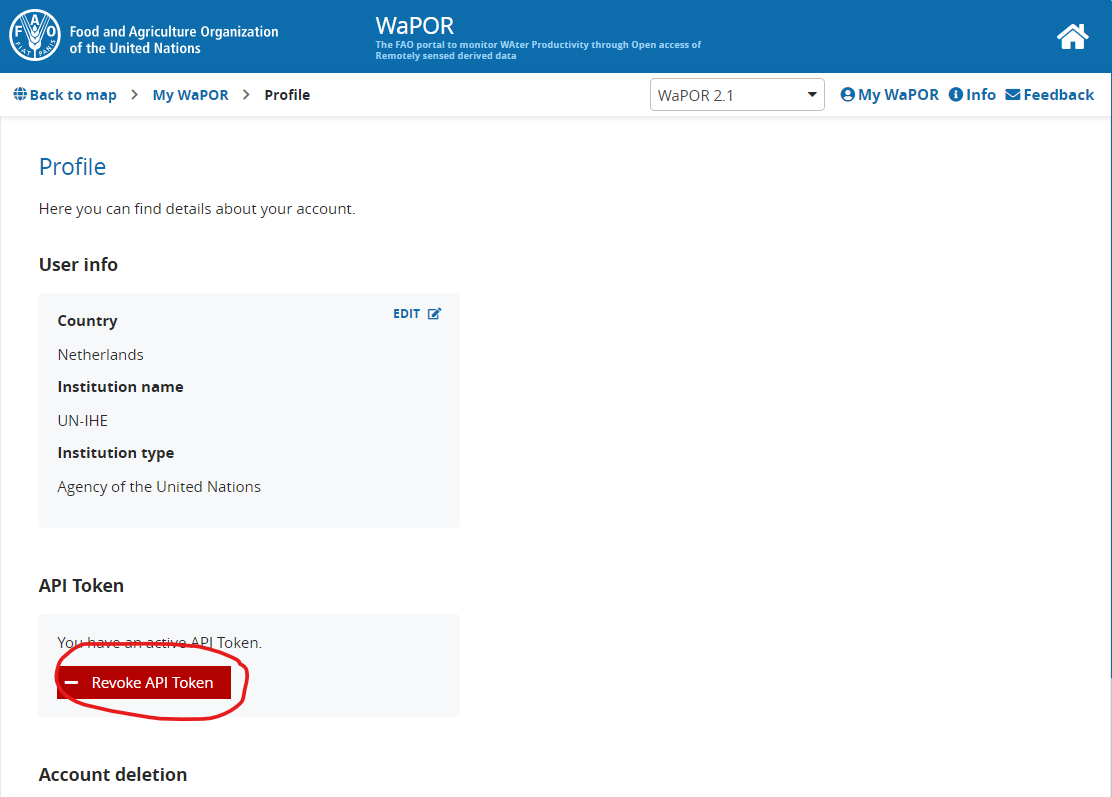 F A O
FIAT PANIS
Food and Agriculture Organization
of the United Nations
WaPOR
The FAO portal to monitor WAter Productivity through Open access of
Remotely sensed derived data
Back to map > My WaPOR > Profile
WaPOR 2.1
My WaPOR
Info
Feedback
Profile
Here you can find details about your account.
User info
EDIT
Country
Netherlands
Institution name
UN-IHE
Institution type
Agency of the United Nations
API Token
You have an active API Token.
Revoke API Token
Account deletion